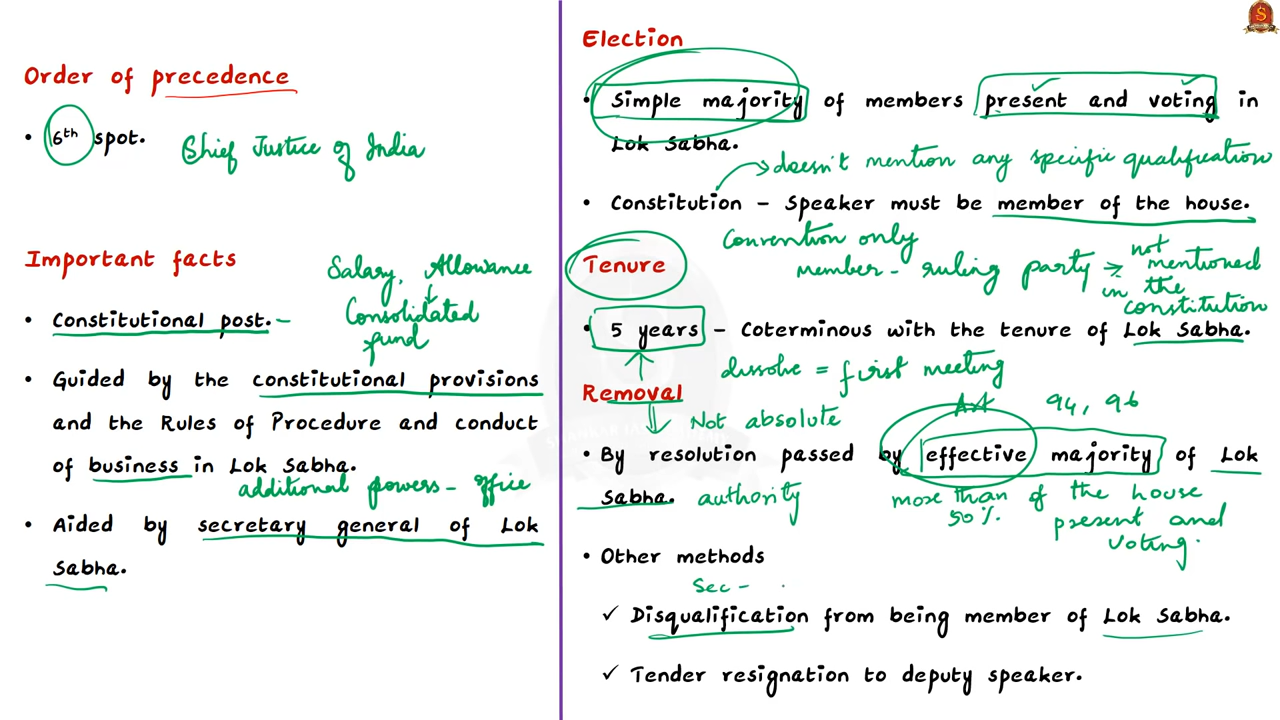 Order of precedence
• 6th spot.
Chief Justice of India
Important facts
Salary, Allowance
Consolidated
fund
• Constitutional post. -
• Guided by the constitutional provisions
and the Rules of Procedure and conduct
of business in Lok Sabha.
additional powers - office
• Aided by secretary general of Lok
Sabha.
Election
• Simple majority of members present and voting in
Lok Sabha.
doesn't mention any specific qualification
• Constitution - Speaker must be member of the house.
Convention only
member - ruling party
not
mentioned
in the
constitution
Tenure
• 5 years - Coterminous with the tenure of Lok Sabha.
dissolve = first meeting
Removal
94, 96
Not absolute
• By resolution passed by effective majority of Lok
Sabha.
authority
more than
50%
of the house
present and
voting.
• Other methods
Sec -
✓ Disqualification from being member of Lok Sabha.
✓ Tender resignation to deputy speaker.